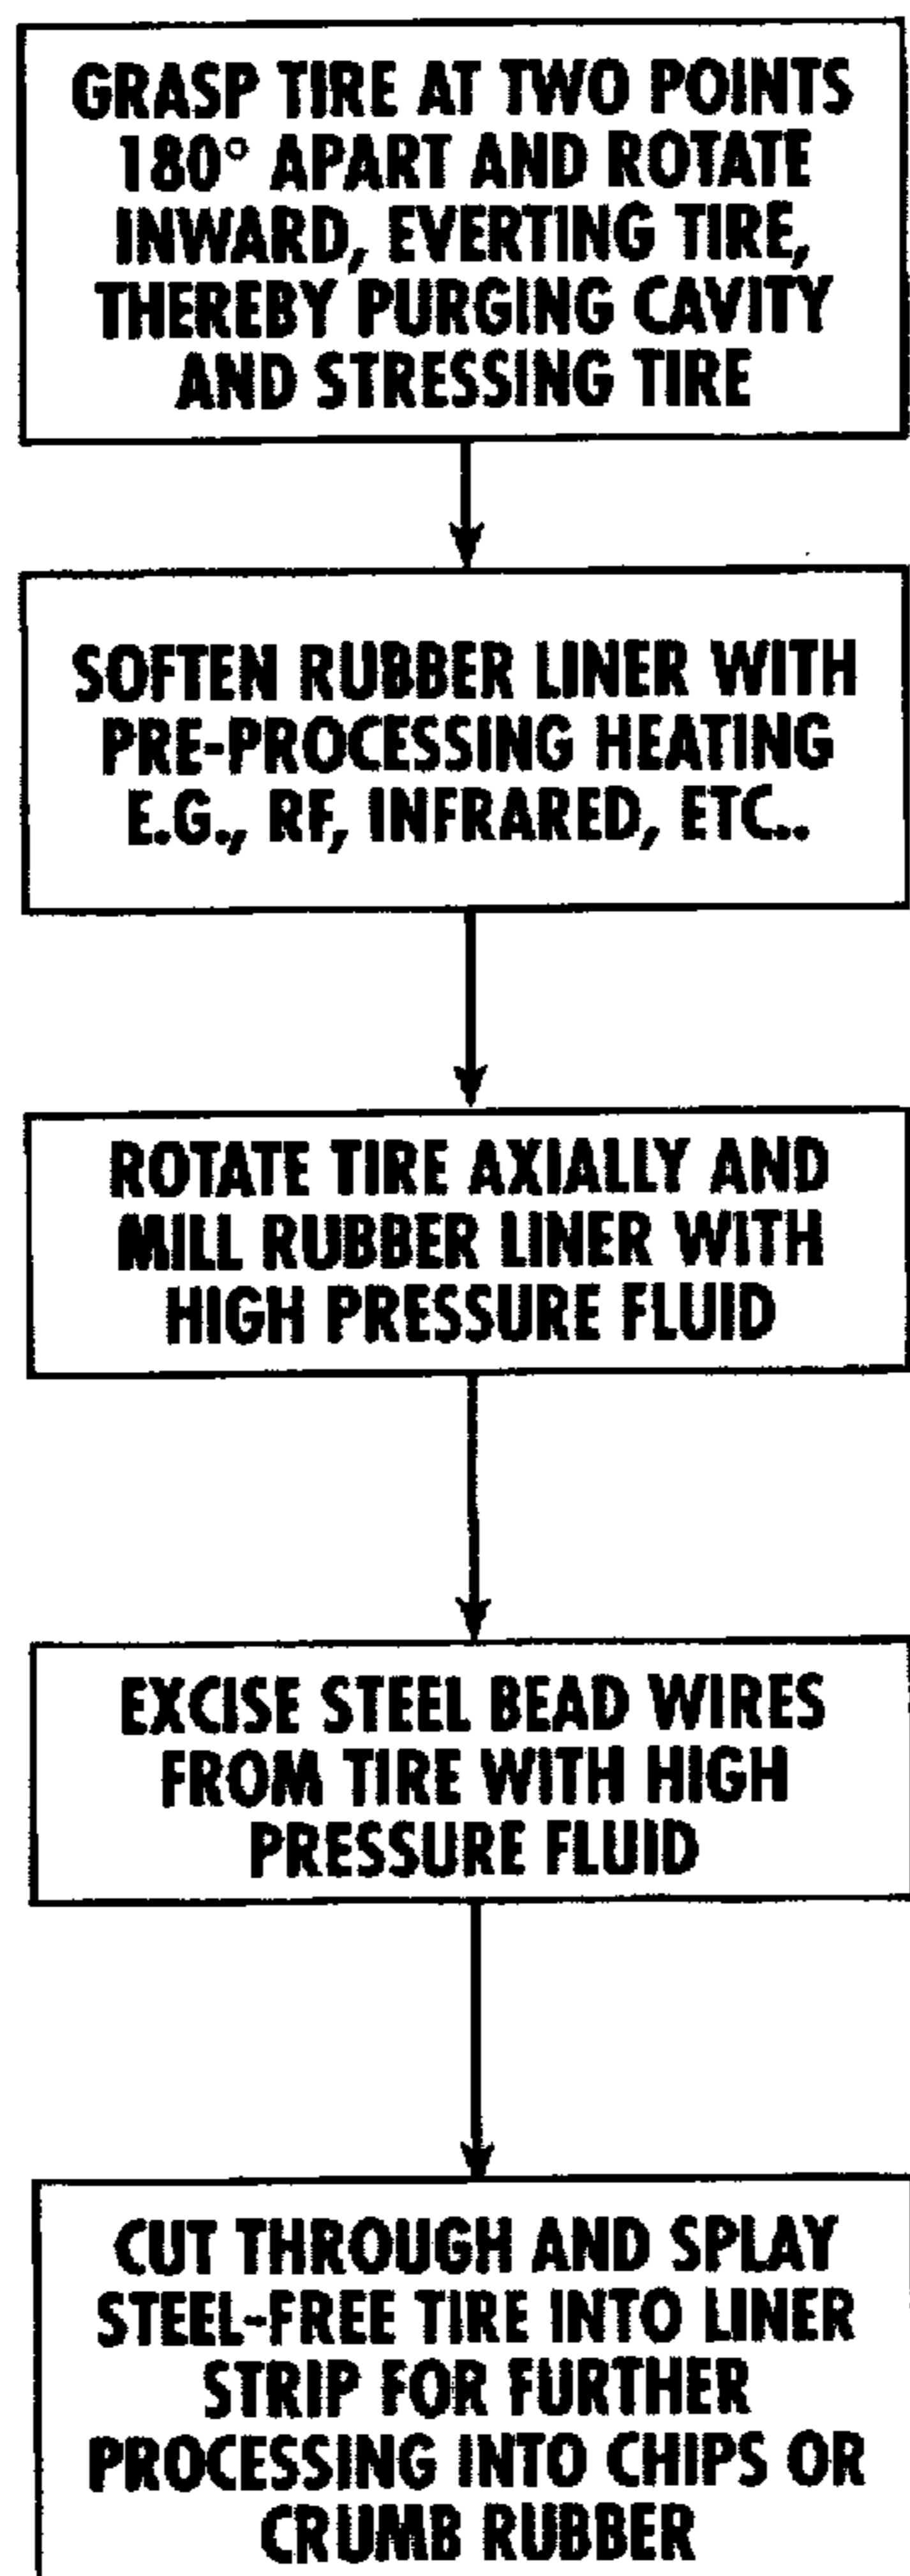 GRASP TIRE AT TWO POINTS
180° APART AND ROTATE
INWARD, EVERTING TIRE,
THEREBY PURGING CAVITY
AND STRESSING TIRE
SOFTEN RUBBER LINER WITH
PRE-PROCESSING HEATING
E.G., RF, INFRARED, ETC..
ROTATE TIRE AXIALLY AND
MILL RUBBER LINER WITH
HIGH PRESSURE FLUID
EXCISE STEEL BEAD WIRES
FROM TIRE WITH HIGH
PRESSURE FLUID
CUT THROUGH AND SPLAY
STEEL-FREE TIRE INTO LINER
STRIP FOR FURTHER
PROCESSING INTO CHIPS OR
CRUMB RUBBER